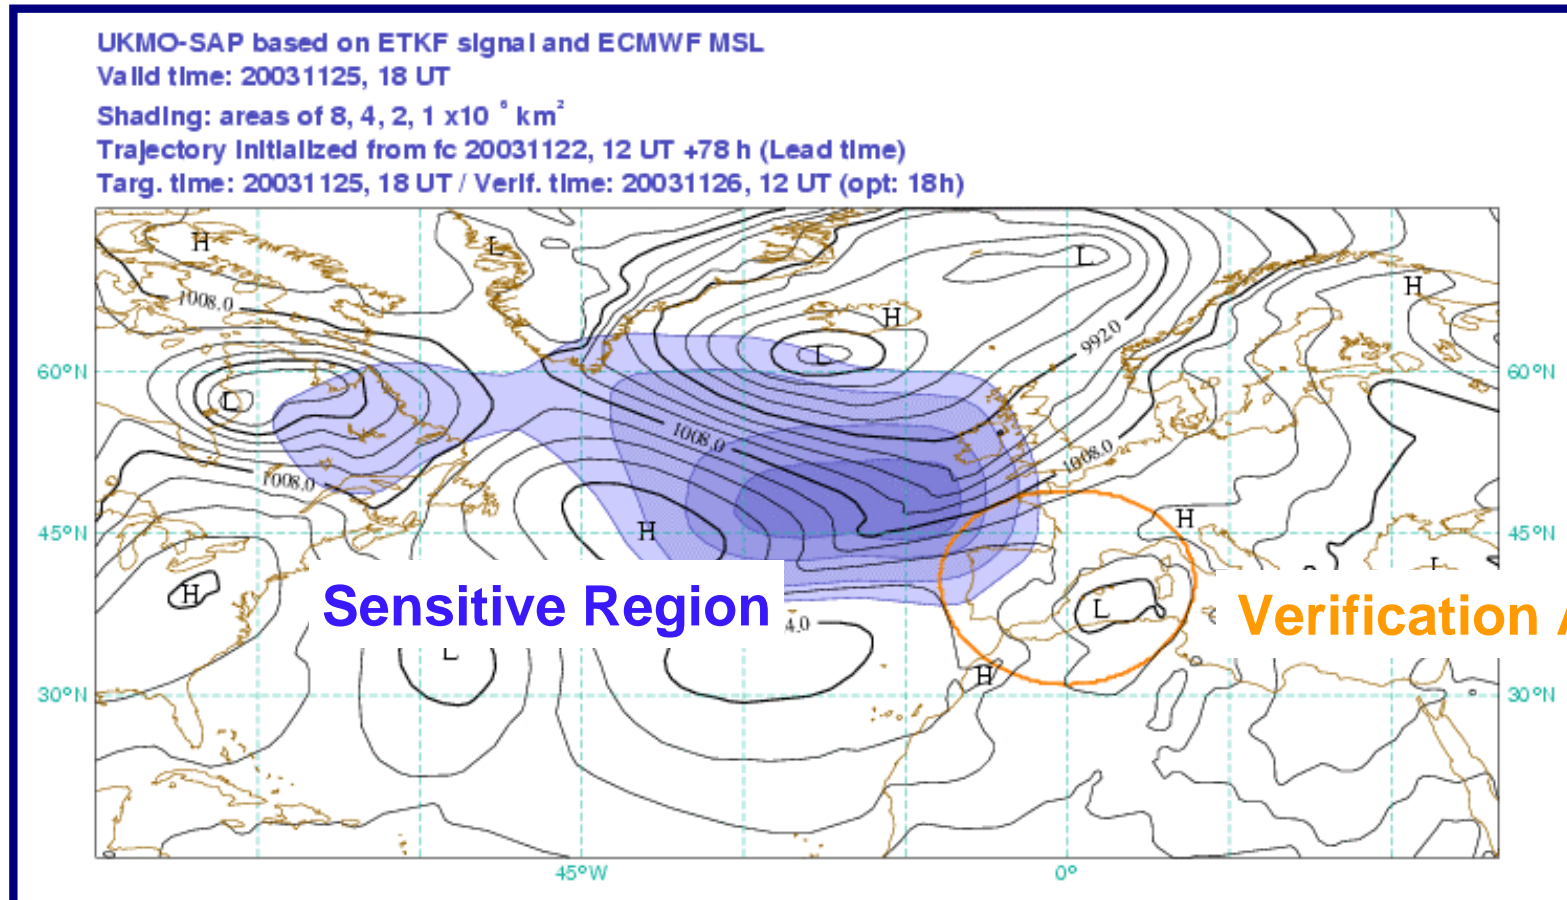 UKMO-SAP based on ETKF signal and ECMWF MSL
Valid time: 20031125, 18 UT
Shading: areas of 8, 4, 2, 1 x10 ⁶ km²
Trajectory initialized from fc 20031122, 12 UT +78 h (Lead time)
Targ. time: 20031125, 18 UT / Verif. time: 20031126, 12 UT (opt: 18h)
H
L
L
H
1008.0
H
992.0
L
60°N
60°N
L
1008.0
1008.0
1008.0
H
H
45°N
45°N
H
L
L
Sensitive Region
4.0
Verification
L
H
30°N
30°N
45°W
0°